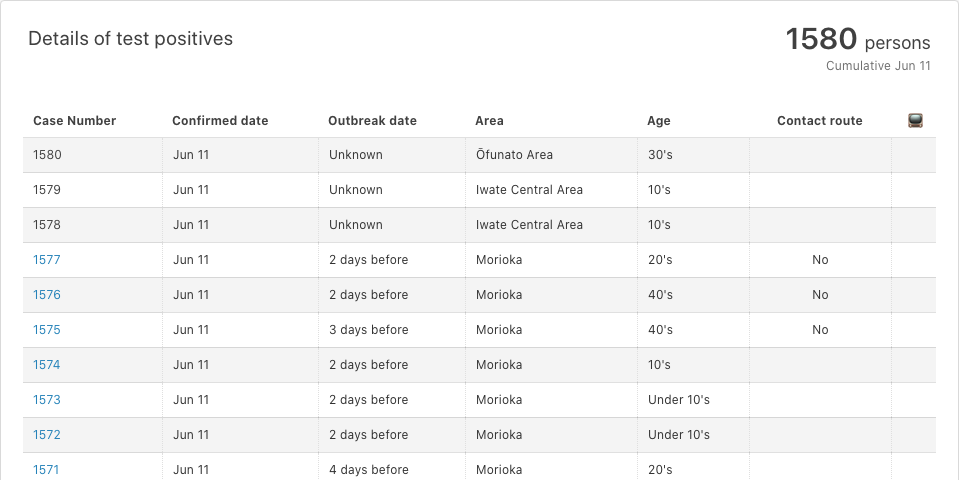 Details of test positives
1580 persons
Cumulative Jun 11
Case Number Confirmed date Outbreak date Area Age Contact route
1580 Jun 11 Unknown Ōfunato Area 30's
1579 Jun 11 Unknown Iwate Central Area 10's
1578 Jun 11 Unknown Iwate Central Area 10's
1577 Jun 11 2 days before Morioka 20's No
1576 Jun 11 2 days before Morioka 40's No
1575 Jun 11 3 days before Morioka 40's No
1574 Jun 11 2 days before Morioka 10's
1573 Jun 11 2 days before Morioka Under 10's
1572 Jun 11 2 days before Morioka Under 10's
1571 Jun 11 4 days before Morioka 20's